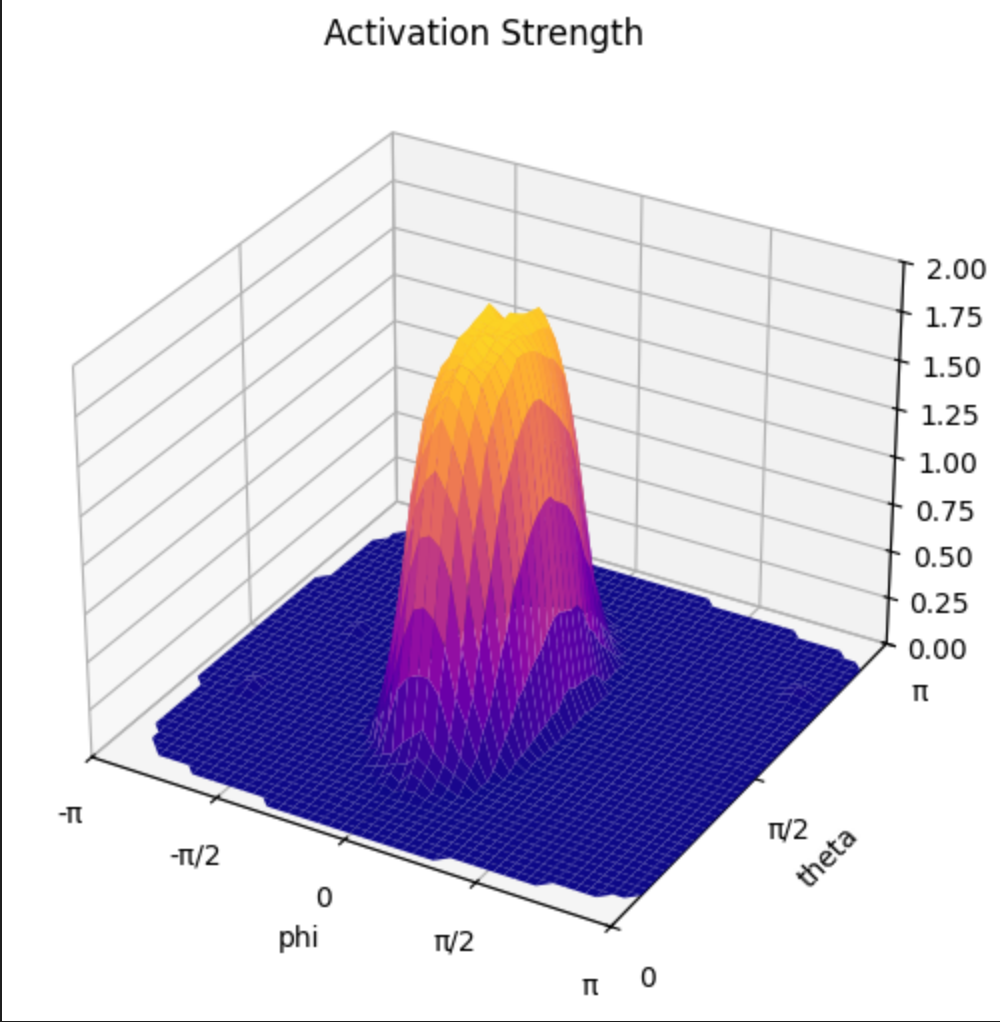 Activation Strength
2.00
1.75
1.50
1.25
1.00
0.75
0.50
0.25
0.00
π
π/2
theta
0
-π
-π/2
0
phi
π/2
π